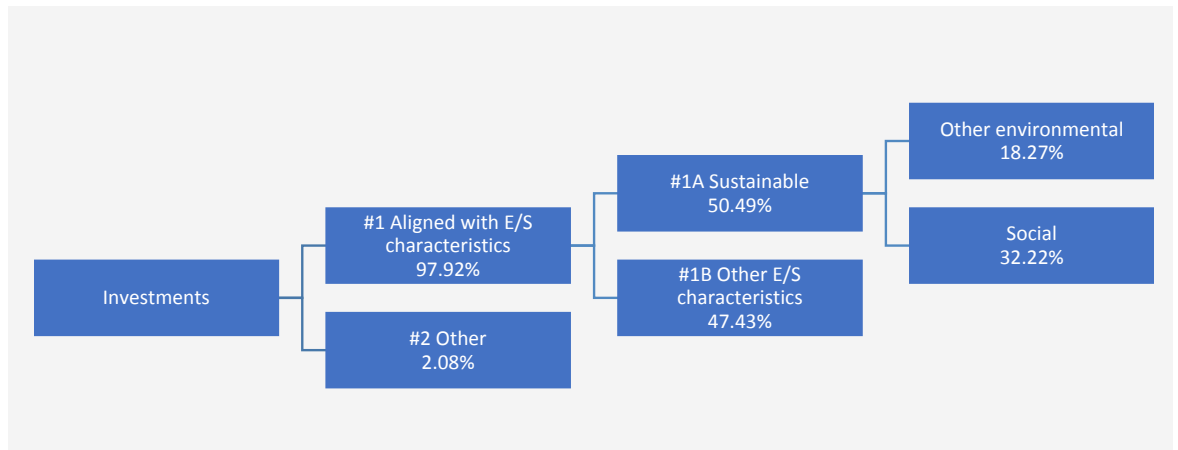 Investments
#1 Aligned with E/S
characteristics
97.92%
#2 Other
2.08%
#1A Sustainable
50.49%
#1B Other E/S
characteristics
47.43%
Other environmental
18.27%
Social
32.22%